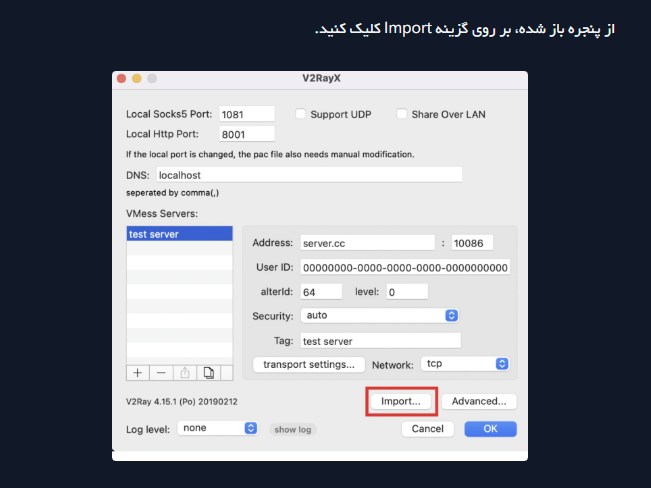 از پنجره باز شده، بر روی گزینه Import کلیک کنید.
V2RayX
Local Socks5 Port: 1081 Support UDP Share Over LAN
Local Http Port: 8001
If the local port is changed, the pac file also needs manual modification.
DNS: localhost
seperated by comma(,)
VMess Servers:
test server
Address: server.cc : 10086
User ID: 00000000-0000-0000-0000-0000000000
alterId: 64 level: 0
Security: auto
Tag: test server
transport settings... Network: tcp
V2Ray 4.15.1 (Po) 20190212 Import... Advanced...
Log level: none show log Cancel OK